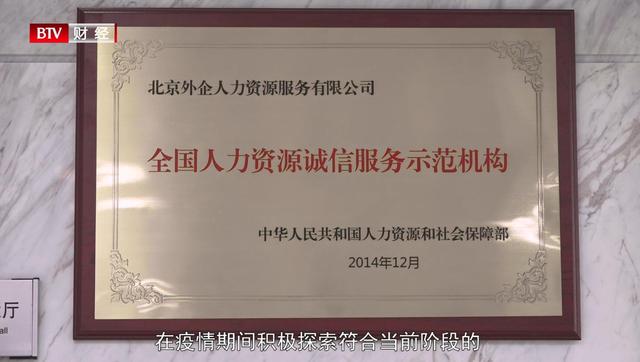 BTV 财经
北京外企人力资源服务有限公司
全国人力资源诚信服务示范机构
中华人民共和国人力资源和社会保障部
2014年12月
厅
all
在疫情期间积极探索符合当前阶段的